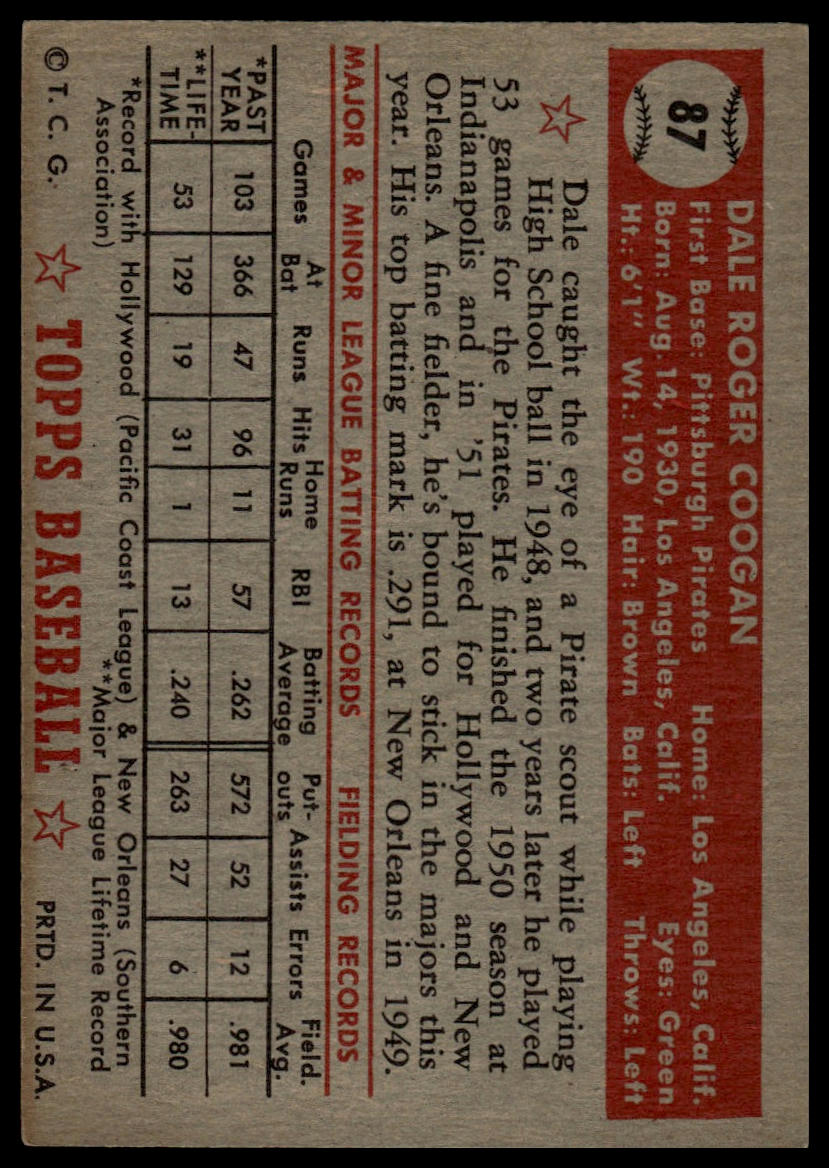 87
DALE ROGER COOGAN
First Base: Pittsburgh Pirates Home: Los Angeles, Calif.
Born: Aug. 14, 1930, Los Angeles, Calif. Eyes: Green
Ht.: 6'1" Wt.: 190 Hair: Brown Bats: Left Throws: Left
Dale caught the eye of a Pirate scout while playing
High School ball in 1948, and two years later he played
53 games for the Pirates. He finished the 1950 season at
Indianapolis and in '51 played for Hollywood and New
Orleans. A fine fielder, he's bound to stick in the majors this
year. His top batting mark is .291, at New Orleans in 1949.
MAJOR & MINOR LEAGUE BATTING RECORDS FIELDING RECORDS
Games At Bat Runs Hits Home Runs RBI Batting Average Put-outs Assists Errors Field. Avg.
*PAST YEAR 103 366 47 96 11 57 .262 572 52 12 .981
**LIFE-TIME 53 129 19 31 1 13 .240 263 27 6 .980
*Record with Hollywood (Pacific Coast League) & New Orleans (Southern
Association) **Major League Lifetime Record
© T. C. G. TOPPS BASEBALL PRTD. IN U.S.A.